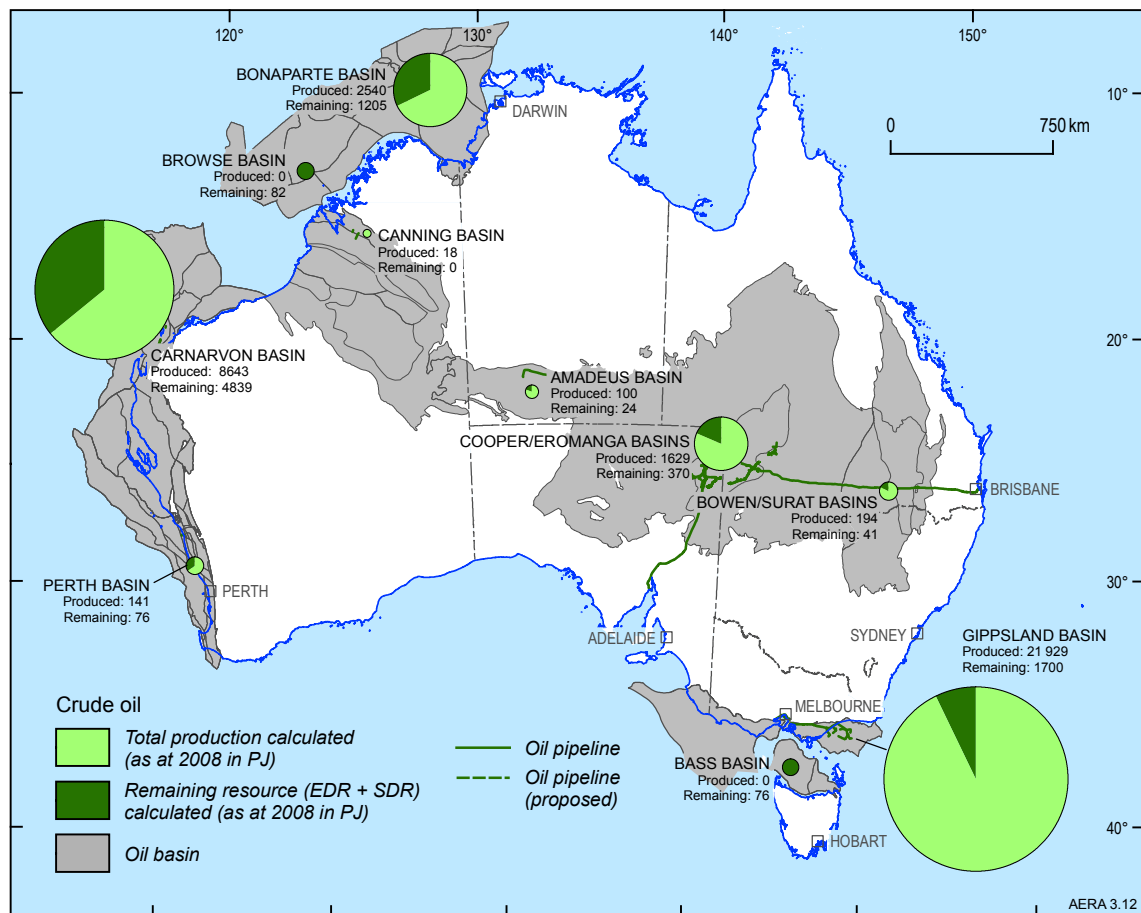 120°
130°
140°
150°
BONAPARTE BASIN
Produced: 2540
Remaining: 1205
DARWIN
10°
10°
0
750 km
BROWSE BASIN
Produced: 0
Remaining: 82
CANNING BASIN
Produced: 18
Remaining: 0
CARNARVON BASIN
Produced: 8643
Remaining: 4839
20°
20°
AMADEUS BASIN
Produced: 100
Remaining: 24
COOPER/EROMANGA BASINS
Produced: 1629
Remaining: 370
BRISBANE
BOWEN/SURAT BASINS
Produced: 194
Remaining: 41
PERTH BASIN
Produced: 141
Remaining: 76
PERTH
30°
30°
ADELAIDE
SYDNEY
GIPPSLAND BASIN
Produced: 21 929
Remaining: 1700
MELBOURNE
BASS BASIN
Produced: 0
Remaining: 76
HOBART
40°
40°
Crude oil
Total production calculated
(as at 2008 in PJ)
Remaining resource (EDR + SDR)
calculated (as at 2008 in PJ)
Oil basin
Oil pipeline
Oil pipeline
(proposed)
AERA 3.12